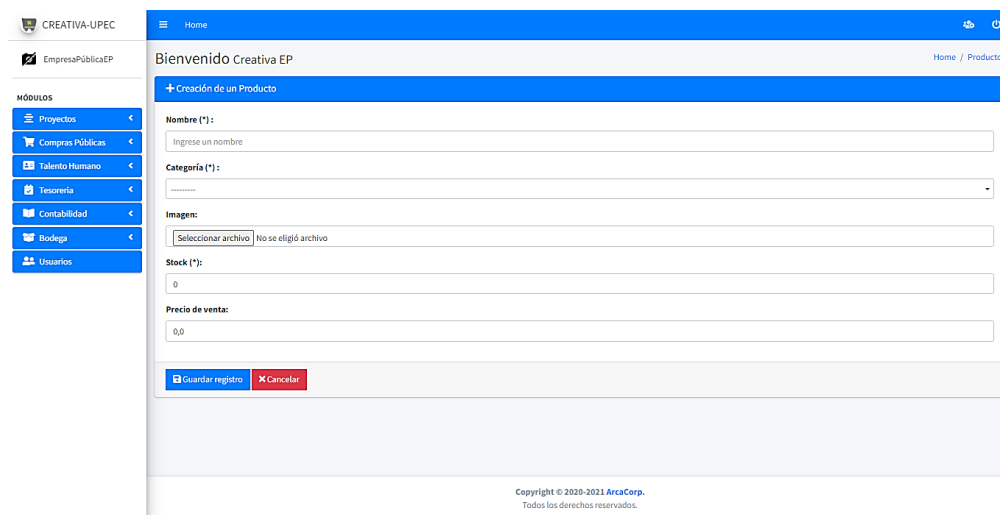 CREATIVA-UPEC
EmpresaPúblicaEP
MÓDULOS
Proyectos
Compras Públicas
Talento Humano
Tesoreria
Contabilidad
Bodega
Usuarios
Home
Bienvenido Creativa EP
Home / Producto
Creación de un Producto
Nombre (*) :
Ingrese un nombre
Categoría (*) :
---------
Imagen:
Seleccionar archivo No se eligió archivo
Stock (*):
0
Precio de venta:
0,0
Guardar registro
Cancelar
Copyright © 2020-2021 ArcaCorp.
Todos los derechos reservados.